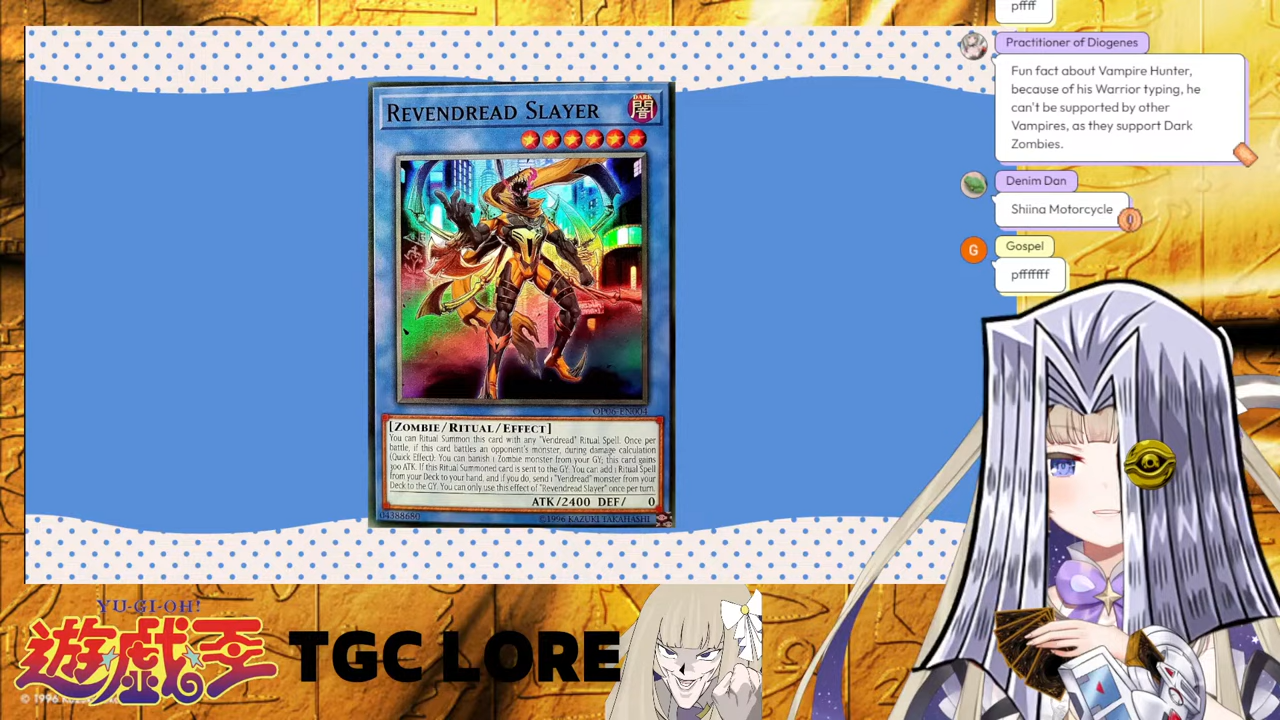 REVENDREAD SLAYER
DARK
闇
OP06-EN004
[ZOMBIE/RITUAL/EFFECT]
You can Ritual Summon this card with any "Vendread" Ritual Spell. Once per
battle, if this card battles an opponent's monster, during damage calculation
(Quick Effect): You can banish 1 Zombie monster from your GY; this card gains
300 ATK. If this Ritual Summoned card is sent to the GY: You can add 1 Ritual Spell
from your Deck to your hand, and if you do, send 1 "Vendread" monster from your
Deck to the GY. You can only use this effect of "Revendread Slayer" once per turn.
ATK/2400 DEF/ 0
04388680
©1996 KAZUKI TAKAHASHI
pffff
Practitioner of Diogenes
Fun fact about Vampire Hunter,
because of his Warrior typing, he
can't be supported by other
Vampires, as they support Dark
Zombies.
Denim Dan
Shiina Motorcycle
G
Gospel
pfffffff
YU-GI-OH!
遊戯王
© 1996
TGC LORE